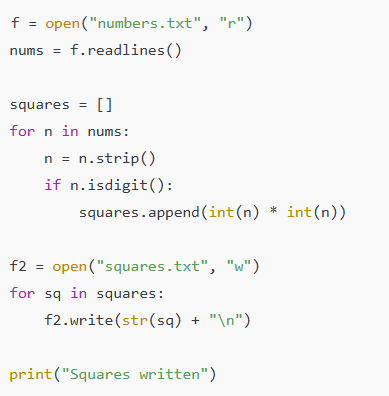 f = open("numbers.txt", "r")
nums = f.readlines()

squares = []
for n in nums:
    n = n.strip()
    if n.isdigit():
        squares.append(int(n) * int(n))

f2 = open("squares.txt", "w")
for sq in squares:
    f2.write(str(sq) + "\n")

print("Squares written")